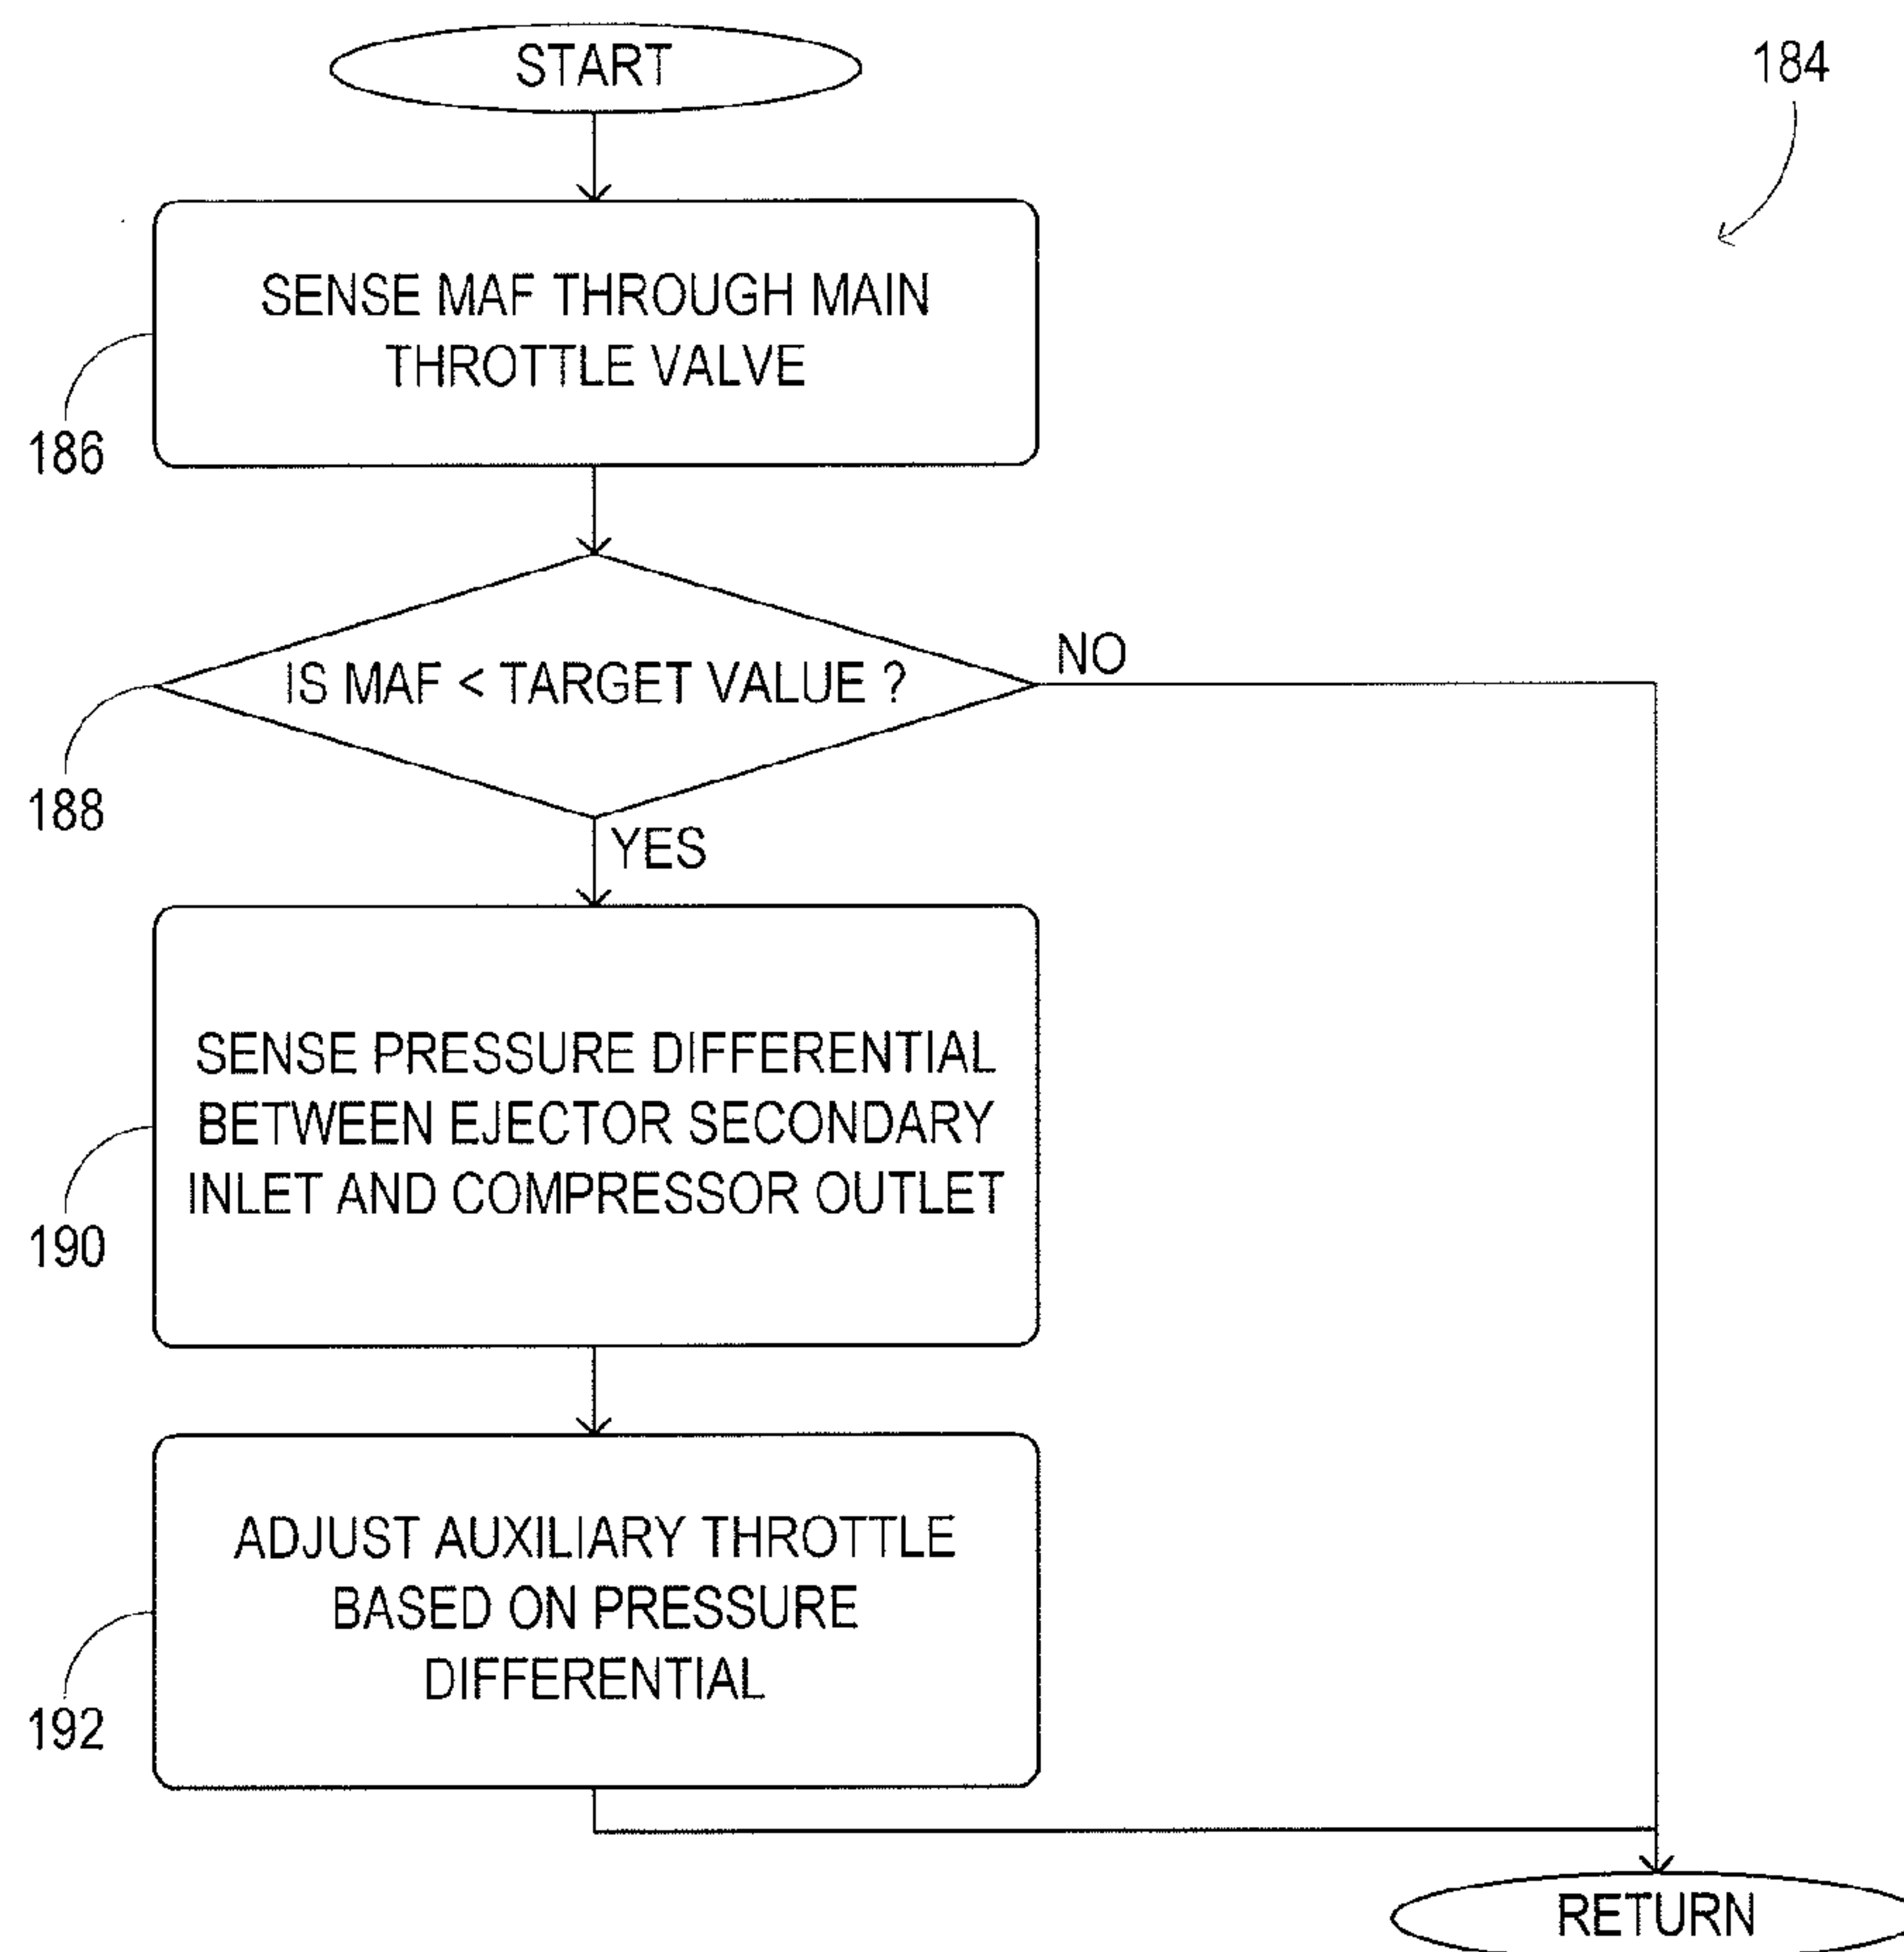 START
184
SENSE MAF THROUGH MAIN
THROTTLE VALVE
186
IS MAF < TARGET VALUE ?
NO
188
YES
SENSE PRESSURE DIFFERENTIAL
BETWEEN EJECTOR SECONDARY
INLET AND COMPRESSOR OUTLET
190
ADJUST AUXILIARY THROTTLE
BASED ON PRESSURE
DIFFERENTIAL
192
RETURN